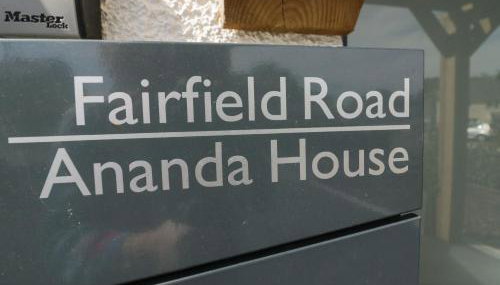 Master
Lock
Fairfield Road
Ananda House